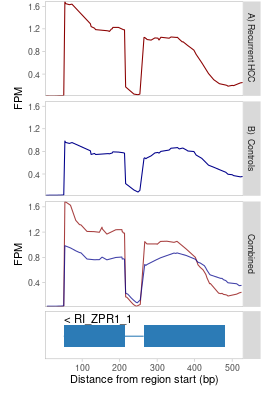 1.6
1.2
0.8
0.4
FPM
A) Recurrent HCC
1.6
1.2
0.8
0.4
FPM
B) Controls
1.6
1.2
0.8
0.4
FPM
Combined
< RI_ZPR1_1
100 200 300 400 500
Distance from region start (bp)